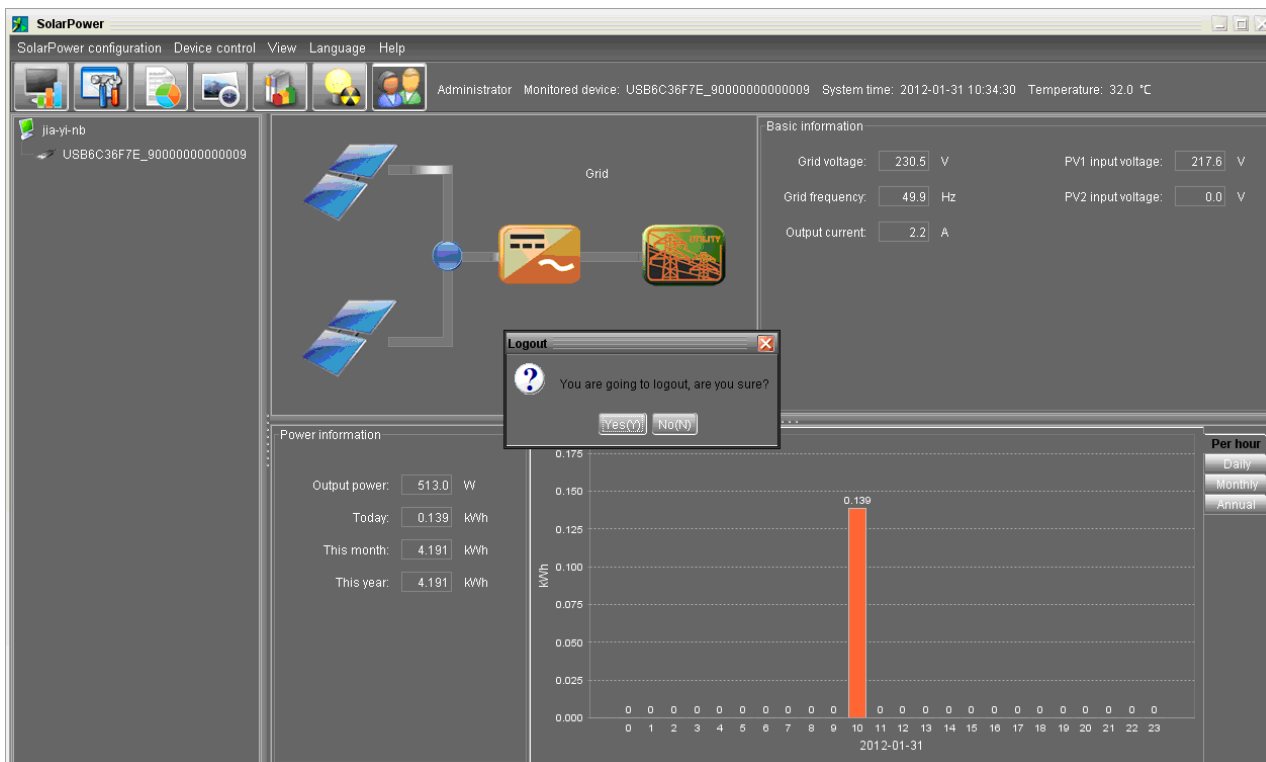 SolarPower
SolarPower configuration Device control View Language Help
Administrator Monitored device: USB6C36F7E_90000000000009 System time: 2012-01-31 10:34:30 Temperature: 32.0 ℃
jia-yi-nb
USB6C36F7E_90000000000009
Grid
UTILITY
Basic information
Grid voltage: 230.5 V PV1 input voltage: 217.6 V
Grid frequency: 49.9 Hz PV2 input voltage: 0.0 V
Output current: 2.2 A
Logout
You are going to logout, are you sure?
Yes(Y) No(N)
Power information
Output power: 513.0 W
Today: 0.139 kWh
This month: 4.191 kWh
This year: 4.191 kWh
Per hour
Daily
Monthly
Annual
0.175
0.150
0.125
0.100
0.075
0.050
0.025
0.000
kWh
0.139
0 0 0 0 0 0 0 0 0 0 0 0 0 0 0 0 0 0 0 0 0 0 0
0 1 2 3 4 5 6 7 8 9 10 11 12 13 14 15 16 17 18 19 20 21 22 23
2012-01-31